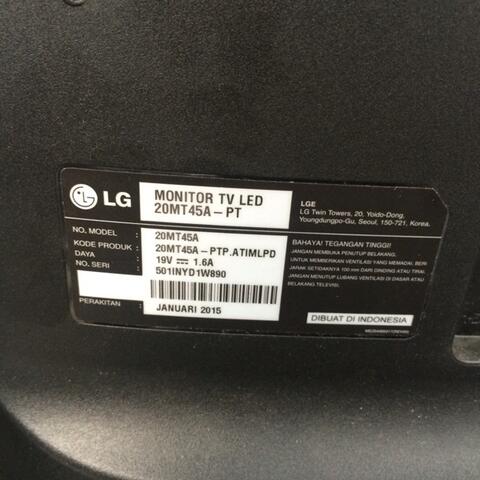 LG
MONITOR TV LED
20MT45A-PT
NO. MODEL : 20MT45A
KODE PRODUK : 20MT45A-PTP.ATIMLPD
DAYA : 19V ⎓ 1.6A
NO. SERI : 501INYD1W890
PERAKITAN : JANUARI 2015
LGE
LG Twin Towers, 20, Yoido-Dong,
Youngdungpo-Gu, Seoul, 150-721, Korea.
BAHAYA! TEGANGAN TINGGI!
JANGAN MEMBUKA PENUTUP BELAKANG.
UNTUK MEMBERIKAN VENTILASI YANG MEMADAI, BERI
JARAK SETIDAKNYA 100 mm DARI DINDING ATAU TIRAI.
JANGAN MENUTUP LUBANG VENTILASI DI BAGIAN
BELAKANG TELEVISI.
DIBUAT DI INDONESIA